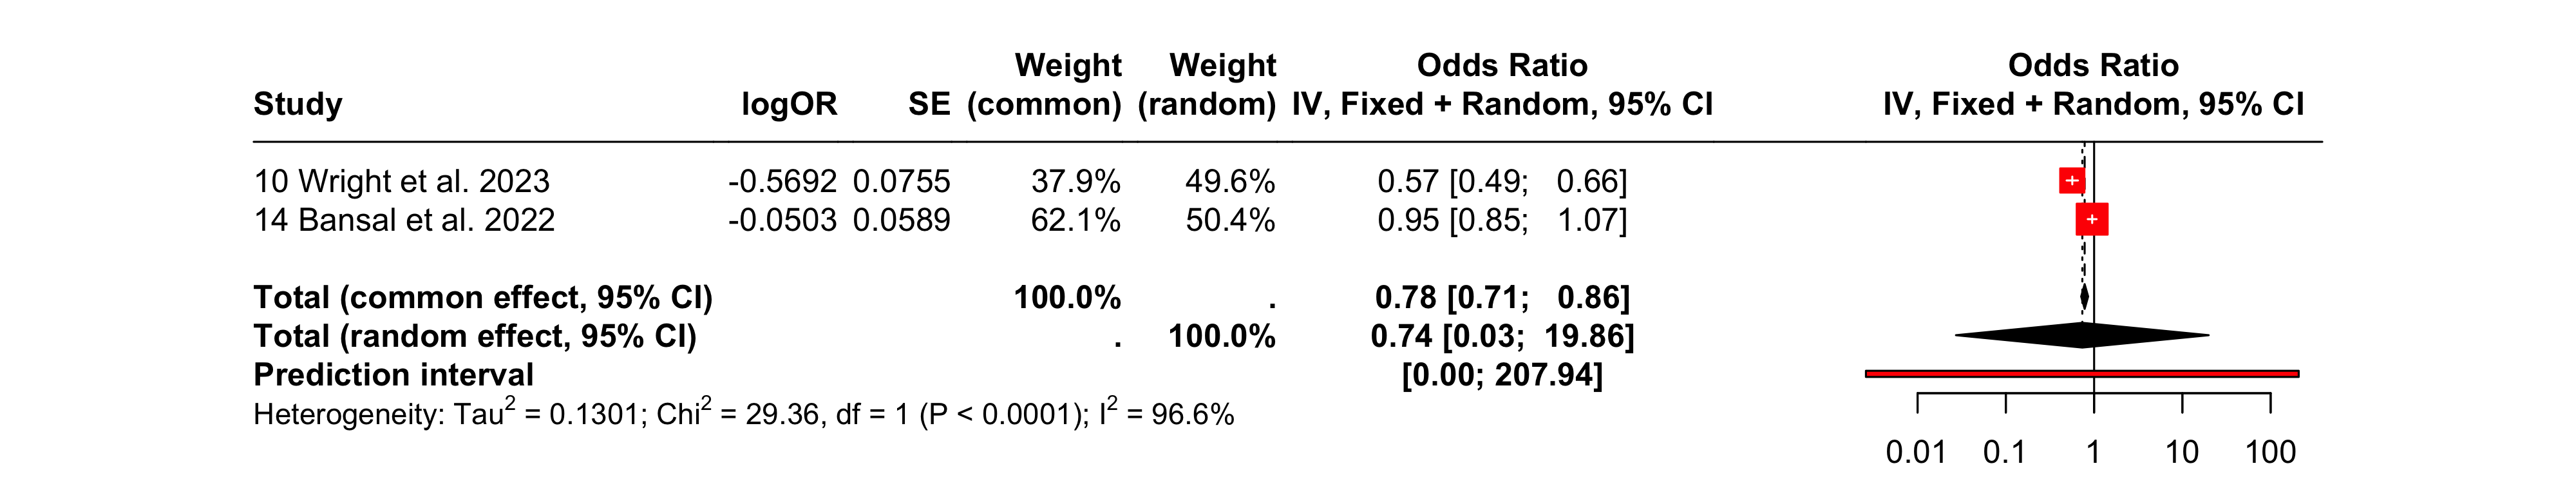 Weight Weight Odds Ratio Odds Ratio
Study logOR SE (common) (random) IV, Fixed + Random, 95% CI IV, Fixed + Random, 95% CI
10 Wright et al. 2023 -0.5692 0.0755 37.9% 49.6% 0.57 [0.49; 0.66]
14 Bansal et al. 2022 -0.0503 0.0589 62.1% 50.4% 0.95 [0.85; 1.07]
Total (common effect, 95% CI) 100.0% . 0.78 [0.71; 0.86]
Total (random effect, 95% CI) . 100.0% 0.74 [0.03; 19.86]
Prediction interval [0.00; 207.94]
Heterogeneity: Tau² = 0.1301; Chi² = 29.36, df = 1 (P < 0.0001); I² = 96.6%
0.01 0.1 1 10 100